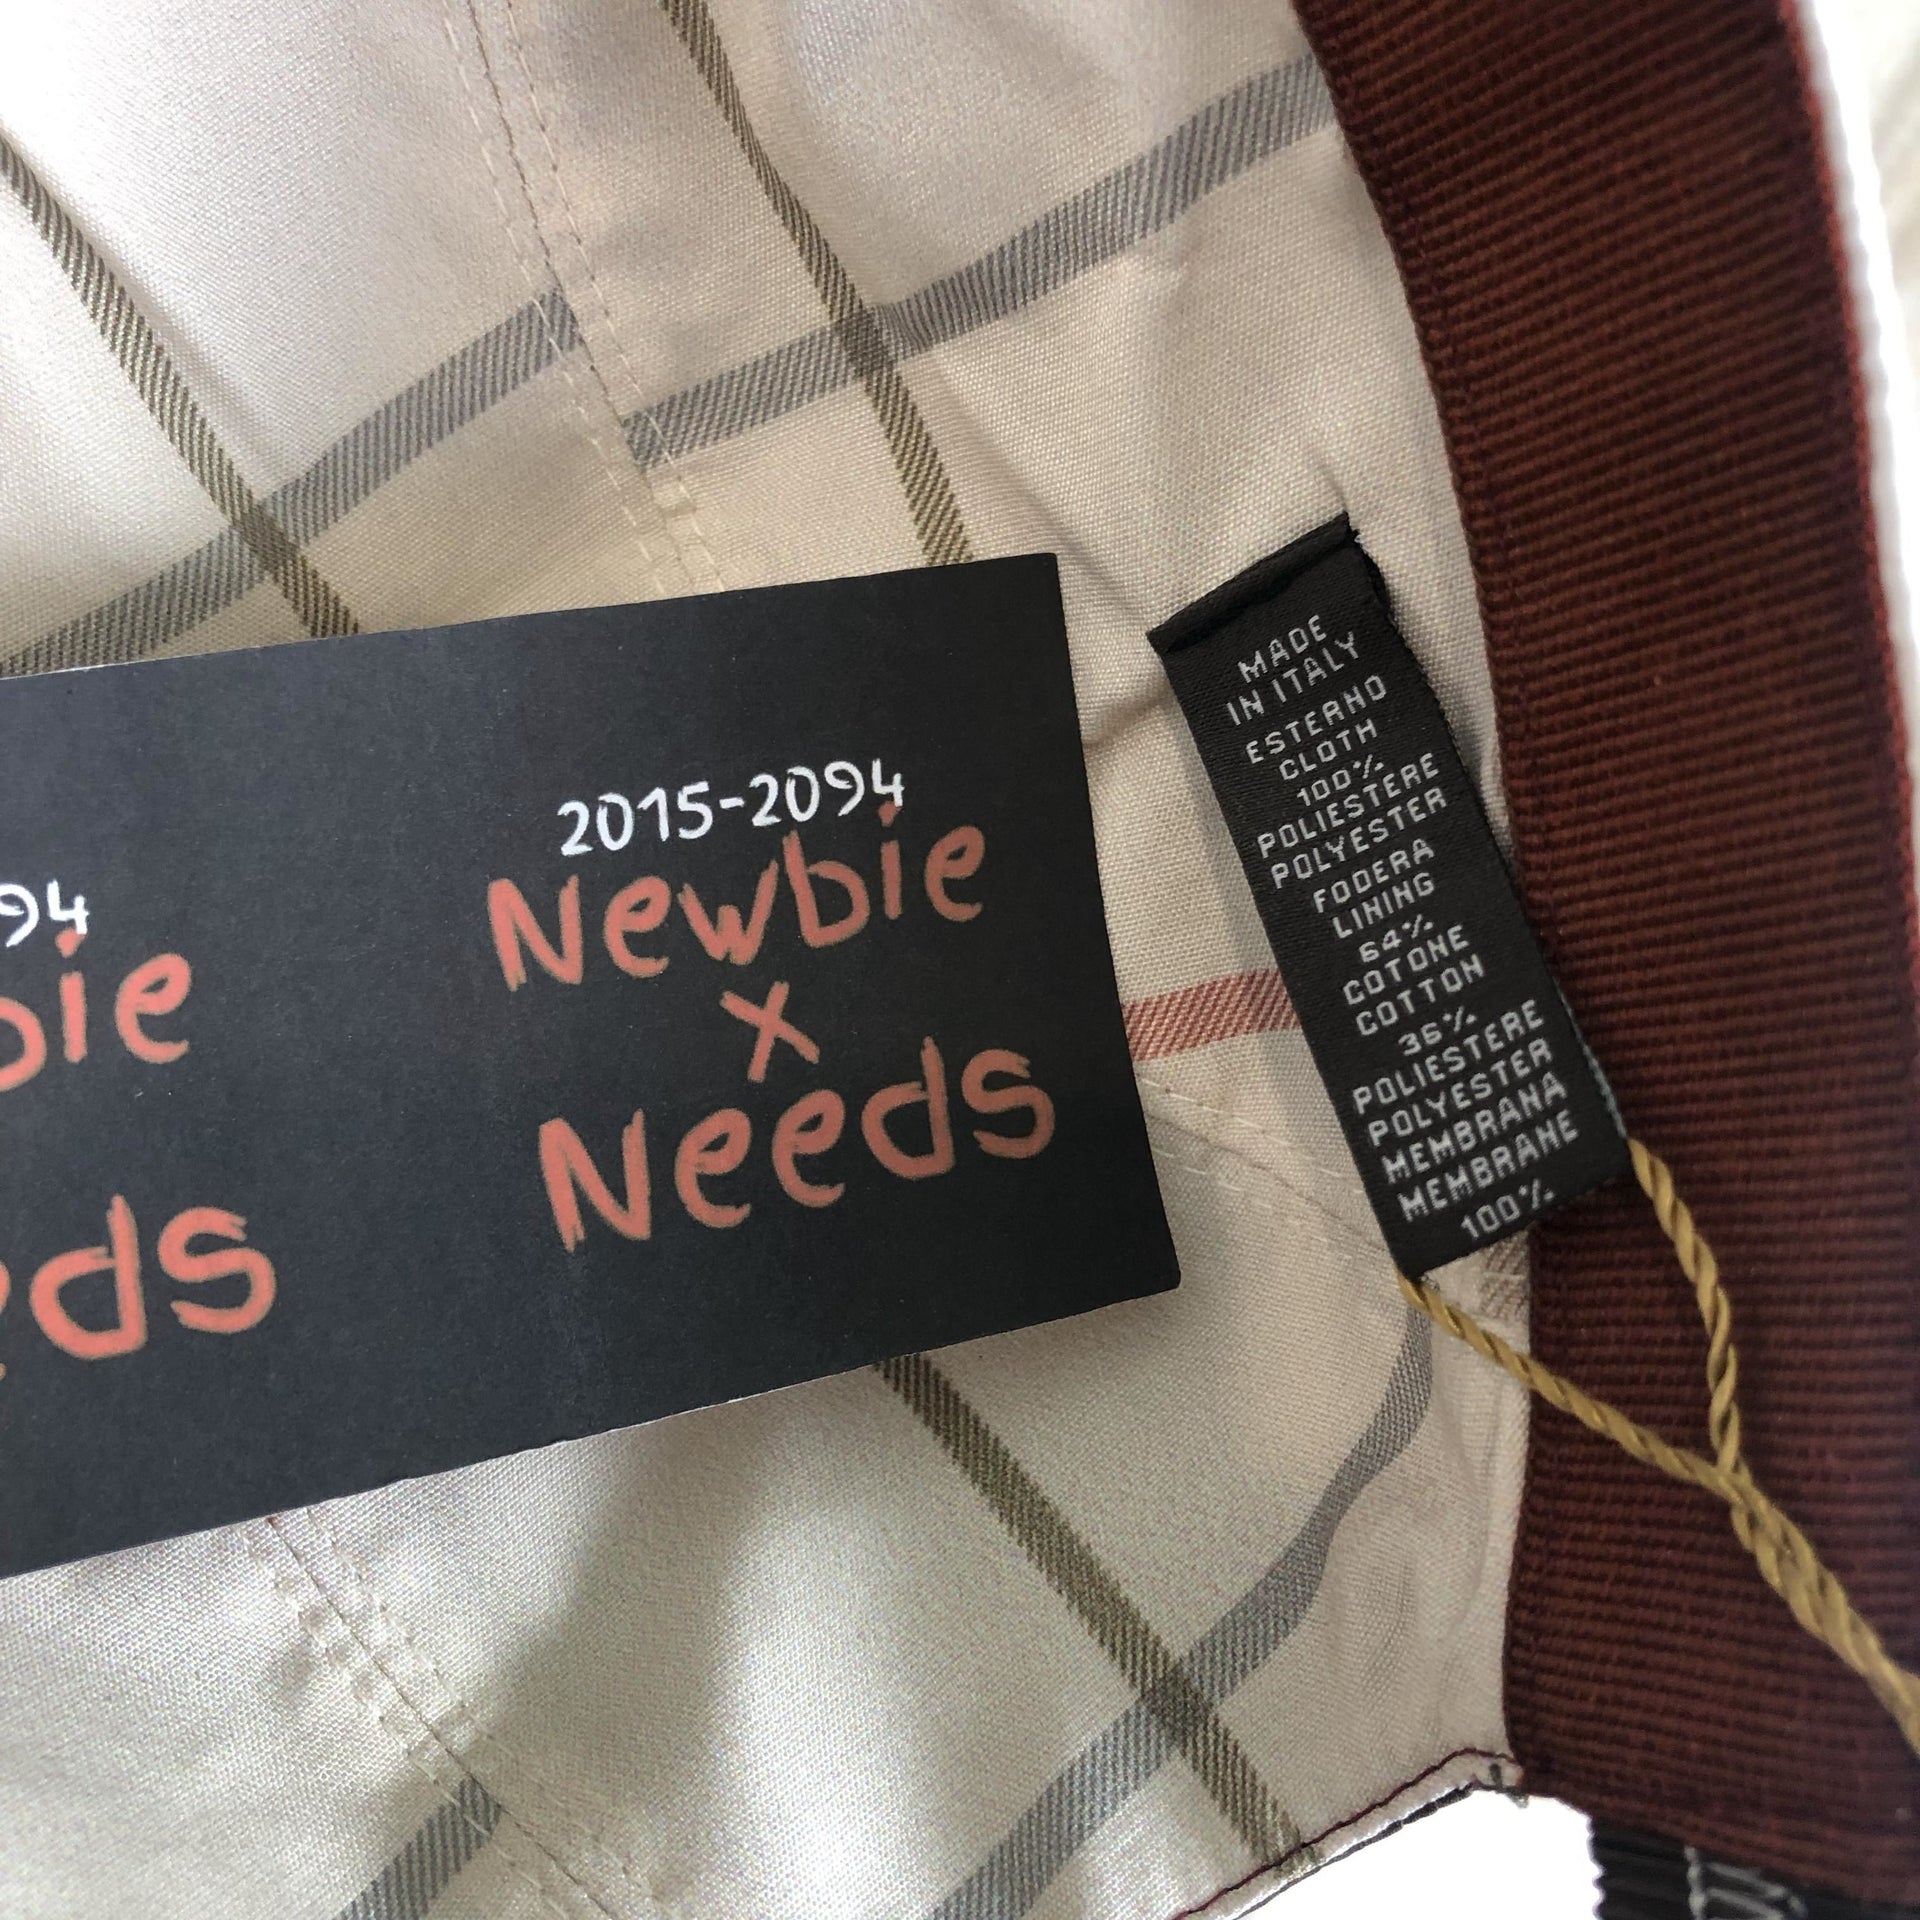 94
bie
eds
2015-2094
Newbie
x
Needs
MADE
IN ITALY
ESTERNO
CLOTH
100%
POLIESTERE
POLYESTER
FODERA
LINING
64%
COTONE
COTTON
36%
POLIESTERE
POLYESTER
MEMBRANA
MEMBRANE
100%